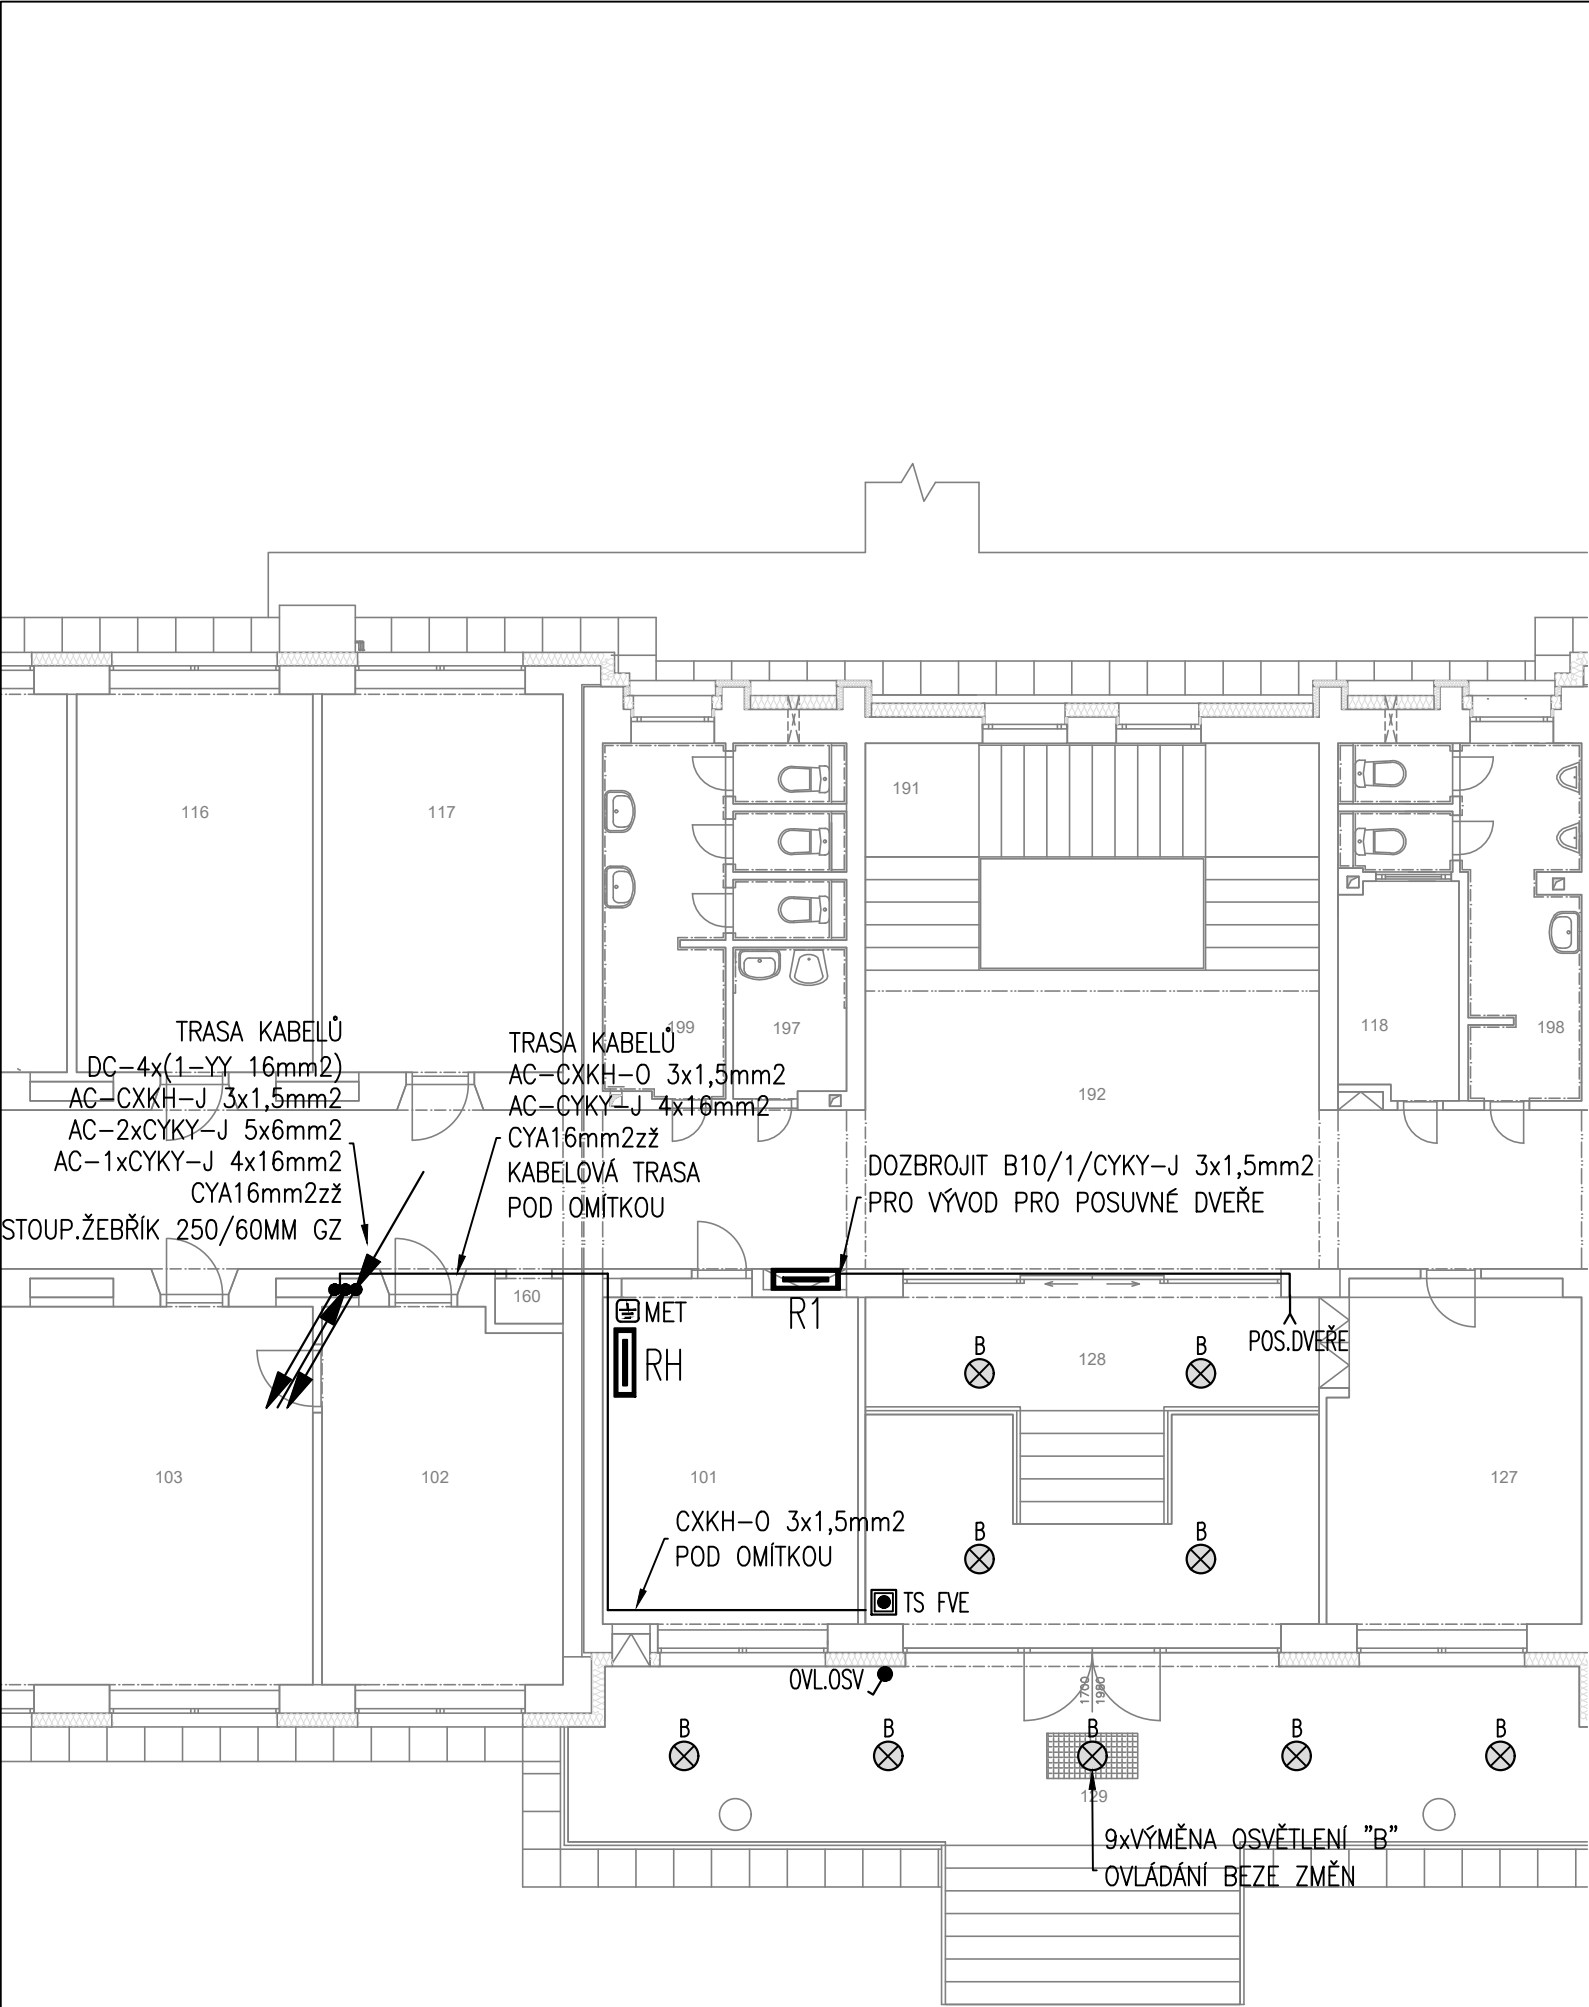 191
116
117
199
197
118
198
192
TRASA KABELŮ
DC-4x(1-YY 16mm2)
AC-CXKH-J 3x1,5mm2
AC-2xCYKY-J 5x6mm2
AC-1xCYKY-J 4x16mm2
CYA16mm2zž
STOUP.ŽEBŘÍK 250/60MM GZ
TRASA KABELŮ
AC-CXKH-O 3x1,5mm2
AC-CYKY-J 4x16mm2
CYA16mm2zž
KABELOVÁ TRASA
POD OMÍTKOU
DOZBROJIT B10/1/CYKY-J 3x1,5mm2
PRO VÝVOD PRO POSUVNÉ DVEŘE
160
MET
R1
RH
POS.DVEŘE
B
B
128
103
102
101
127
CXKH-O 3x1,5mm2
POD OMÍTKOU
B
B
TS FVE
OVL.OSV
1700
1980
B
B
B
B
B
129
9xVÝMĚNA OSVĚTLENÍ "B"
OVLÁDÁNÍ BEZE ZMĚN